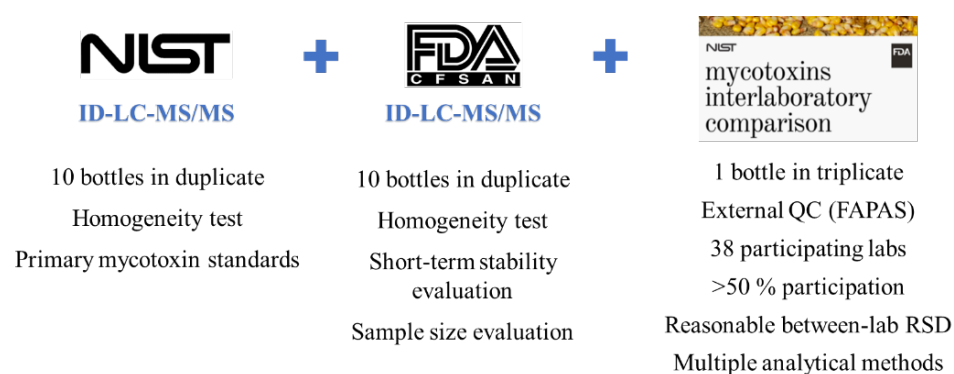 NIST
ID-LC-MS/MS
10 bottles in duplicate
Homogeneity test
Primary mycotoxin standards
+
FDA
CFSAN
ID-LC-MS/MS
10 bottles in duplicate
Homogeneity test
Short-term stability
evaluation
Sample size evaluation
+
NIST
FDA
mycotoxins
interlaboratory
comparison
1 bottle in triplicate
External QC (FAPAS)
38 participating labs
>50 % participation
Reasonable between-lab RSD
Multiple analytical methods